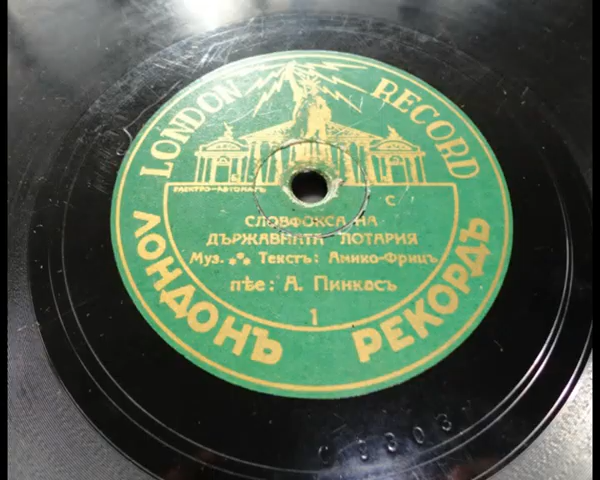 LONDON RECORD
ЕЛЕКТРО-АВТОМАТЪ
С
СЛОВФОКСА НА
ДЪРЖАВНАТА ЛОТАРИЯ
Муз. *** Текстъ: Амико-Фрицъ
пѣе: А. Пинкасъ
1
ЛОНДОНЪ РЕКОРДЪ